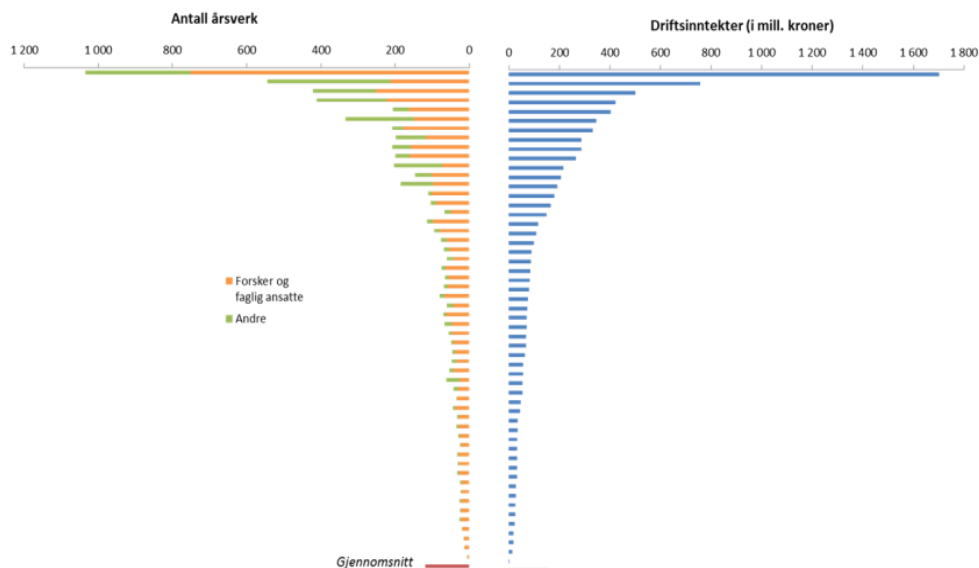 Antall årsverk
Driftsinntekter (i mill. kroner)
1 200 1 000 800 600 400 200 0
0 200 400 600 800 1 000 1 200 1 400 1 600 1 800
Forsker og
faglig ansatte
Andre
Gjennomsnitt